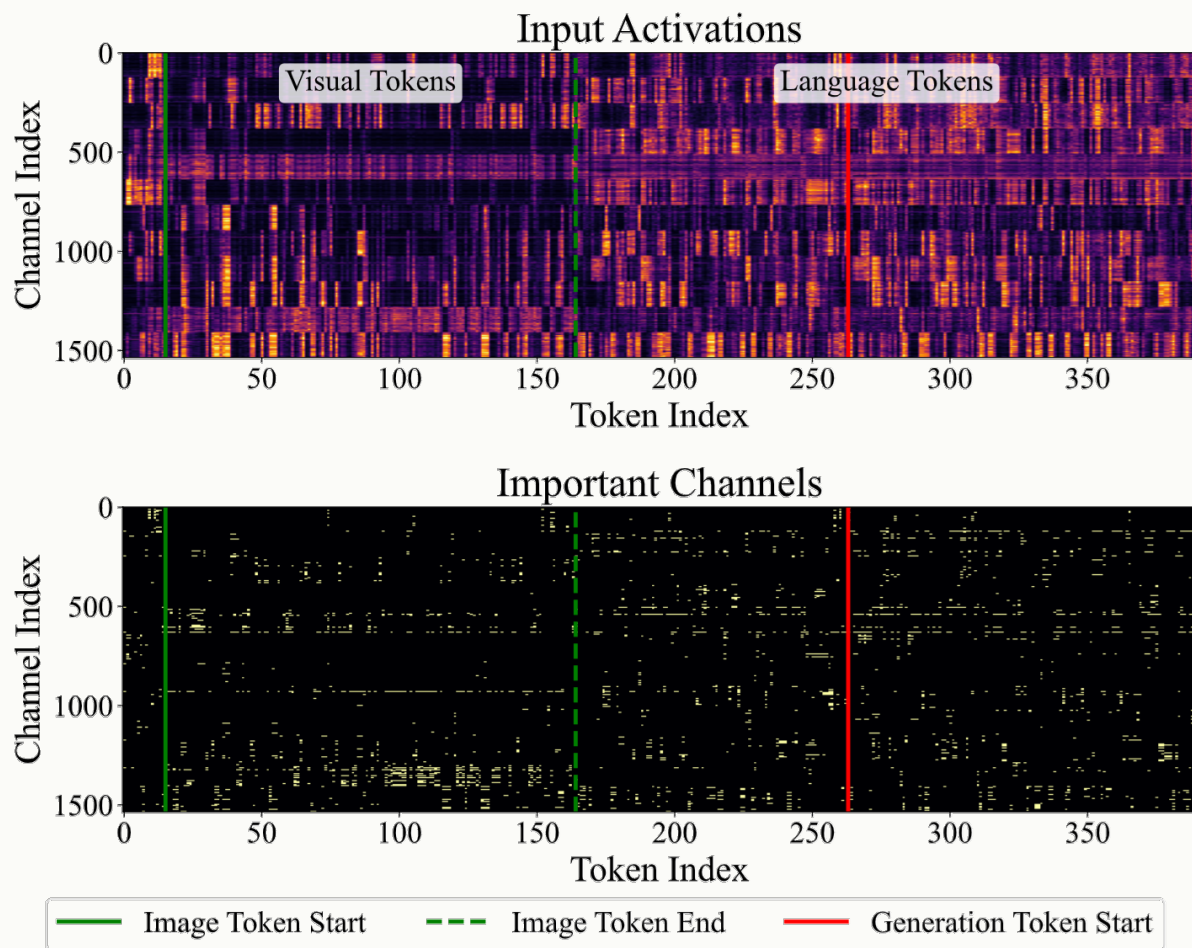 Input Activations
Visual Tokens
Language Tokens
Channel Index
0
500
1000
1500
0 50 100 150 200 250 300 350
Token Index
Important Channels
Channel Index
0
500
1000
1500
0 50 100 150 200 250 300 350
Token Index
Image Token Start Image Token End Generation Token Start